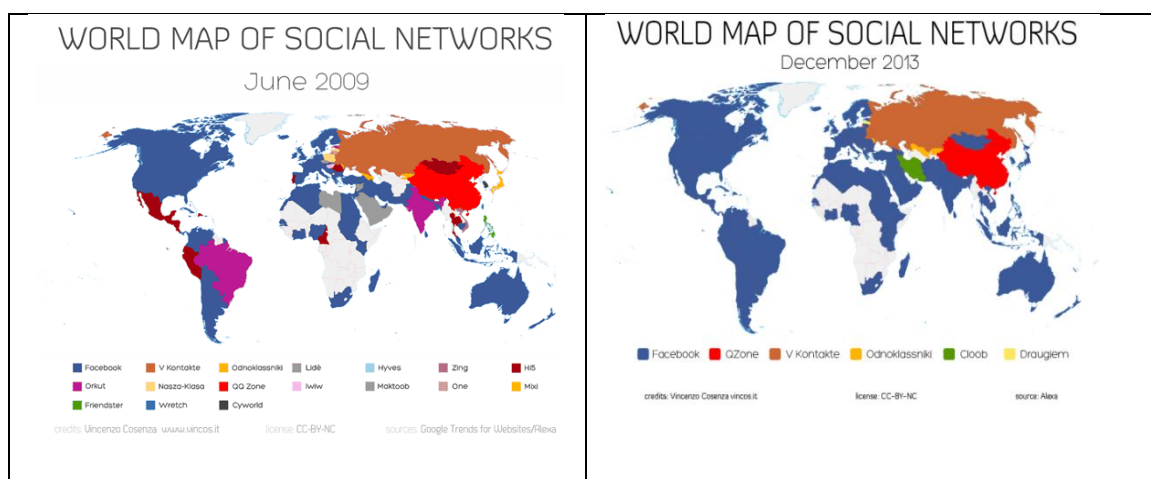 WORLD MAP OF SOCIAL NETWORKS
June 2009
Facebook V Kontakte Odnoklassniki Lidé Hyves Zing Hi5
Orkut Nasza-Klasa QQ Zone Iwiw Maktoob One Mixi
Friendster Wretch Cyworld
credits: Vincenzo Cosenza www.vincos.it license: CC-BY-NC sources: Google Trends for Websites/Alexa
WORLD MAP OF SOCIAL NETWORKS
December 2013
Facebook QZone V Kontakte Odnoklassniki Cloob Draugiem
credits: Vincenzo Cosenza vincos.it license: CC-BY-NC source: Alexa